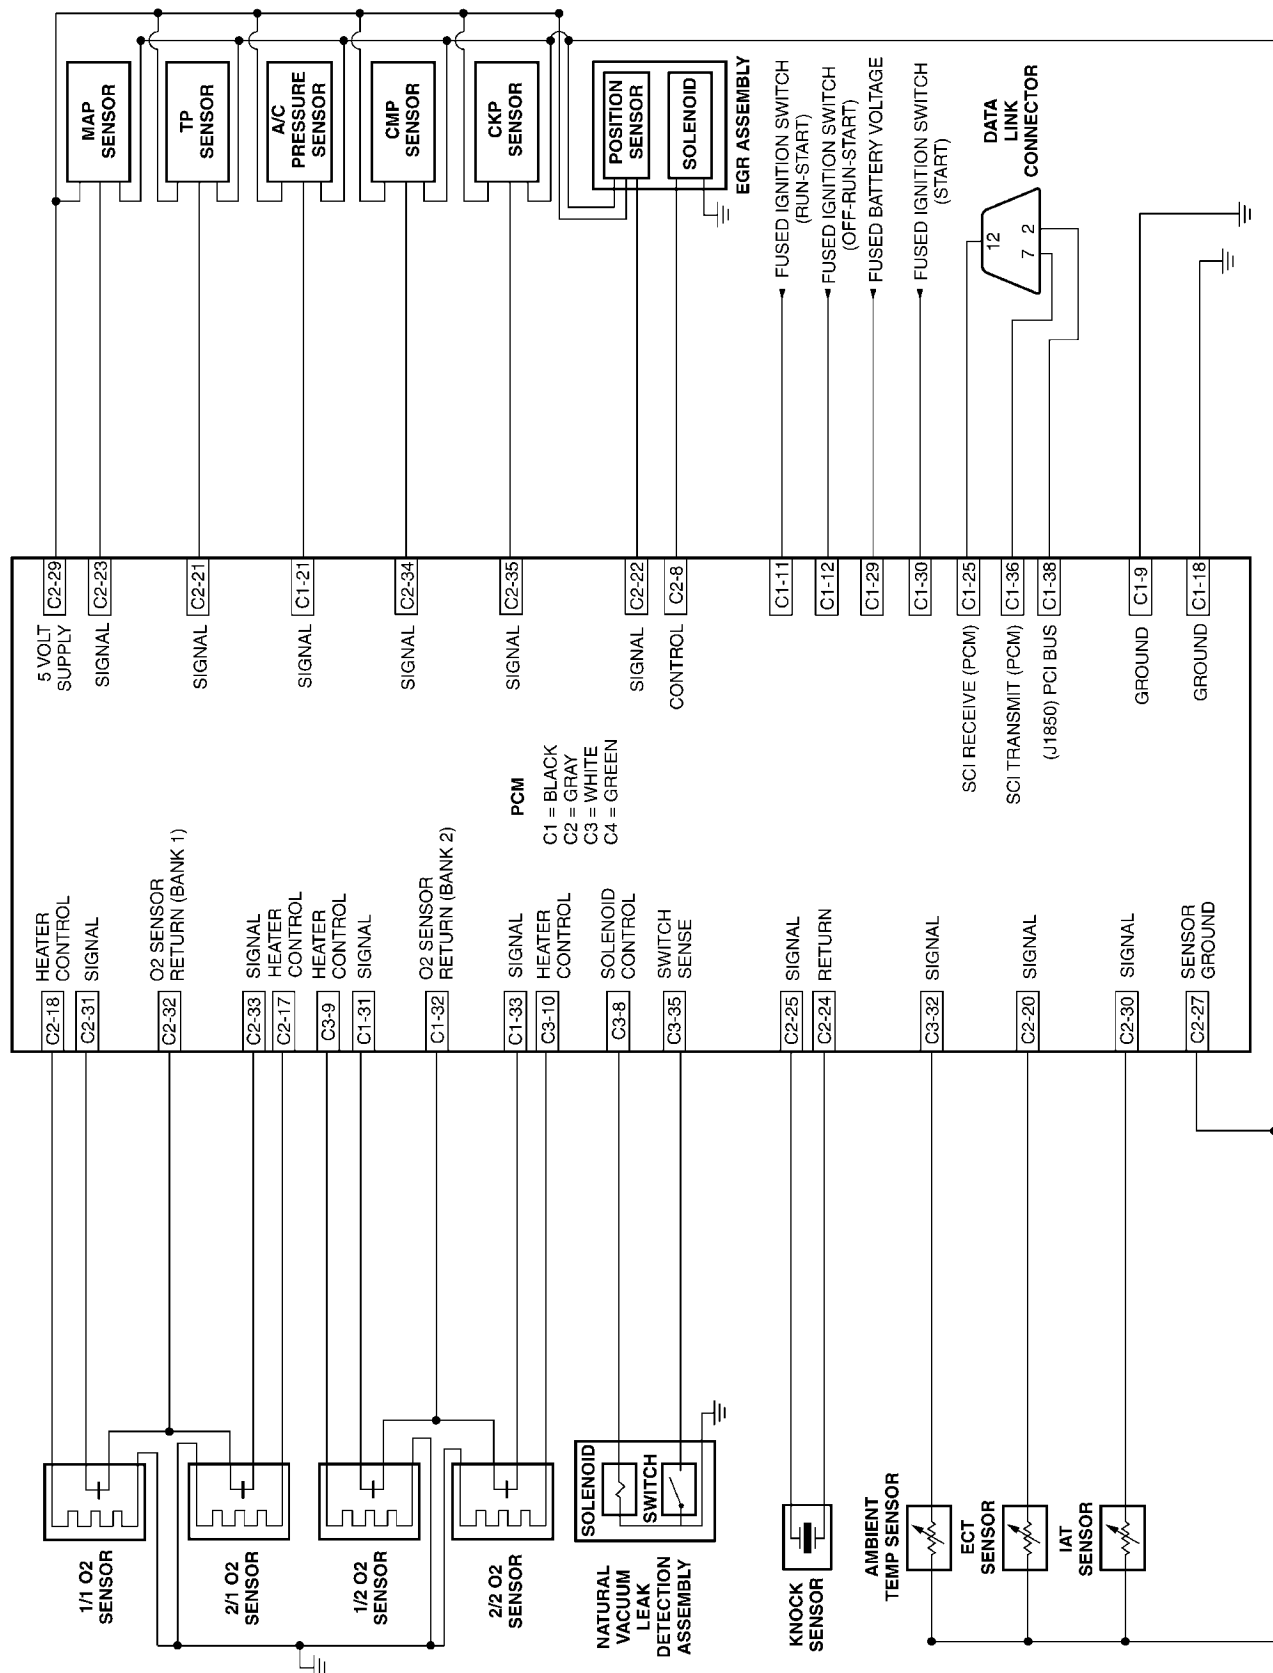 MAP
SENSOR
TP
SENSOR
A/C
PRESSURE
SENSOR
CMP
SENSOR
CKP
SENSOR
POSITION
SENSOR
SOLENOID
EGR ASSEMBLY
FUSED IGNITION SWITCH
(RUN-START)
FUSED IGNITION SWITCH
(OFF-RUN-START)
FUSED BATTERY VOLTAGE
FUSED IGNITION SWITCH
(START)
DATA
LINK
CONNECTOR
12
7
2
C2-29
C2-23
C2-21
C1-21
C2-34
C2-35
C2-22
C2-8
C1-11
C1-12
C1-29
C1-30
C1-25
C1-36
C1-38
C1-9
C1-18
5 VOLT
SUPPLY
SIGNAL
SIGNAL
SIGNAL
SIGNAL
SIGNAL
SIGNAL
CONTROL
SCI RECEIVE (PCM)
SCI TRANSMIT (PCM)
(J1850) PCI BUS
GROUND
GROUND
PCM
C1 = BLACK
C2 = GRAY
C3 = WHITE
C4 = GREEN
HEATER
CONTROL
SIGNAL
O2 SENSOR
RETURN (BANK 1)
SIGNAL
HEATER
CONTROL
HEATER
CONTROL
SIGNAL
O2 SENSOR
RETURN (BANK 2)
SIGNAL
HEATER
CONTROL
SOLENOID
CONTROL
SWITCH
SENSE
SIGNAL
RETURN
SIGNAL
SIGNAL
SIGNAL
SENSOR
GROUND
C2-18
C2-31
C2-32
C2-33
C2-17
C3-9
C1-31
C1-32
C1-33
C3-10
C3-8
C3-35
C2-25
C2-24
C3-32
C2-20
C2-30
C2-27
1/1 O2
SENSOR
2/1 O2
SENSOR
1/2 O2
SENSOR
2/2 O2
SENSOR
SOLENOID
SWITCH
NATURAL
VACUUM
LEAK
DETECTION
ASSEMBLY
KNOCK
SENSOR
AMBIENT
TEMP SENSOR
ECT
SENSOR
IAT
SENSOR